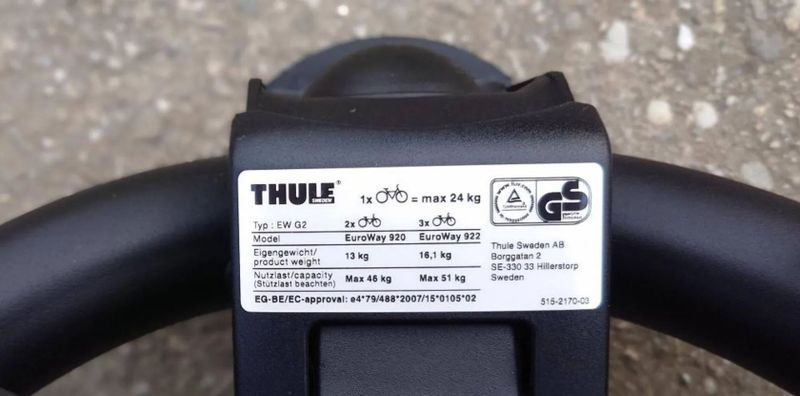 THULE®
SWEDEN
1x = max 24 kg
GS
Typ: EW G2 2x 3x
Model EuroWay 920 EuroWay 922
Eigengewicht/
product weight 13 kg 16,1 kg
Nutzlast/capacity
(Stützlast beachten) Max 46 kg Max 51 kg
EG-BE/EC-approval: e4*79/488*2007/15*0105*02
Thule Sweden AB
Borggatan 2
SE-330 33 Hillerstorp
Sweden
515-2170-03